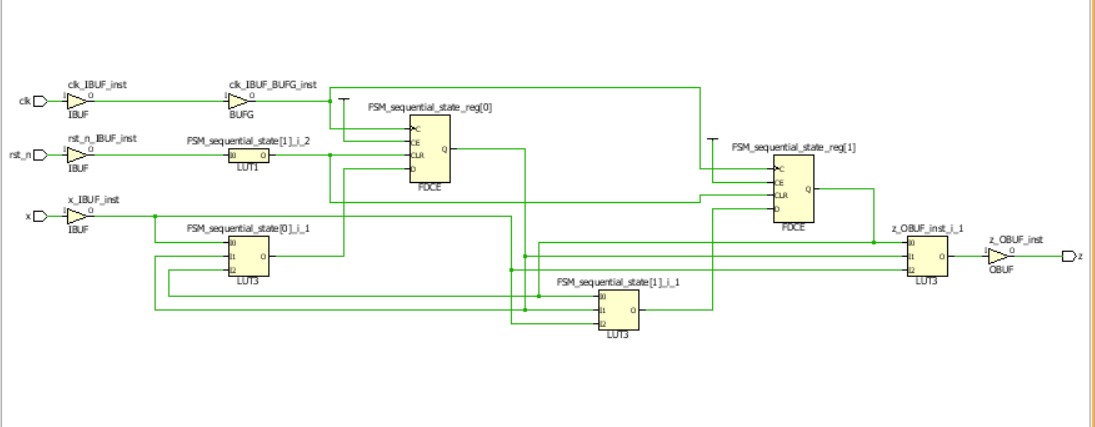 clk_IBUF_inst
clk_IBUF_BUFG_inst
clk
I
O
I
O
IBUF
BUFG
FSM_sequential_state_reg[0]
C
CE
CLR
D
Q
FDCE
rst_n_IBUF_inst
FSM_sequential_state[1]_i_2
rst_n
I
O
I0
O
IBUF
LUT1
FSM_sequential_state_reg[1]
C
CE
CLR
D
Q
FDCE
x_IBUF_inst
x
I
O
IBUF
FSM_sequential_state[0]_i_1
I0
I1
I2
O
LUT3
z_OBUF_inst_i_1
I0
I1
I2
O
LUT3
z_OBUF_inst
I
O
z
OBUF
FSM_sequential_state[1]_i_1
I0
I1
I2
O
LUT3